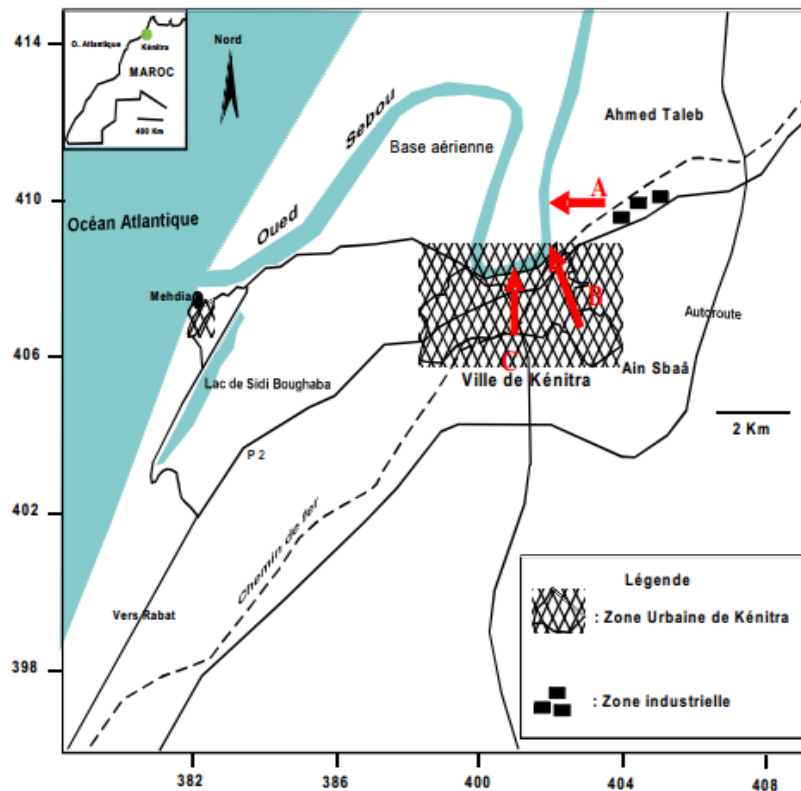 414
410
406
402
398
382
386
400
404
408
O. Atlantique
Kénitra
MAROC
400 Km
Nord
Oued
Sebou
Base aérienne
Ahmed Taleb
Océan Atlantique
A
Mehdia
B
Autoroute
C
Lac de Sidi Boughaba
Ville de Kénitra
Ain Sbaâ
2 Km
P 2
Chemin de fer
Vers Rabat
Légende
: Zone Urbaine de Kénitra
: Zone industrielle